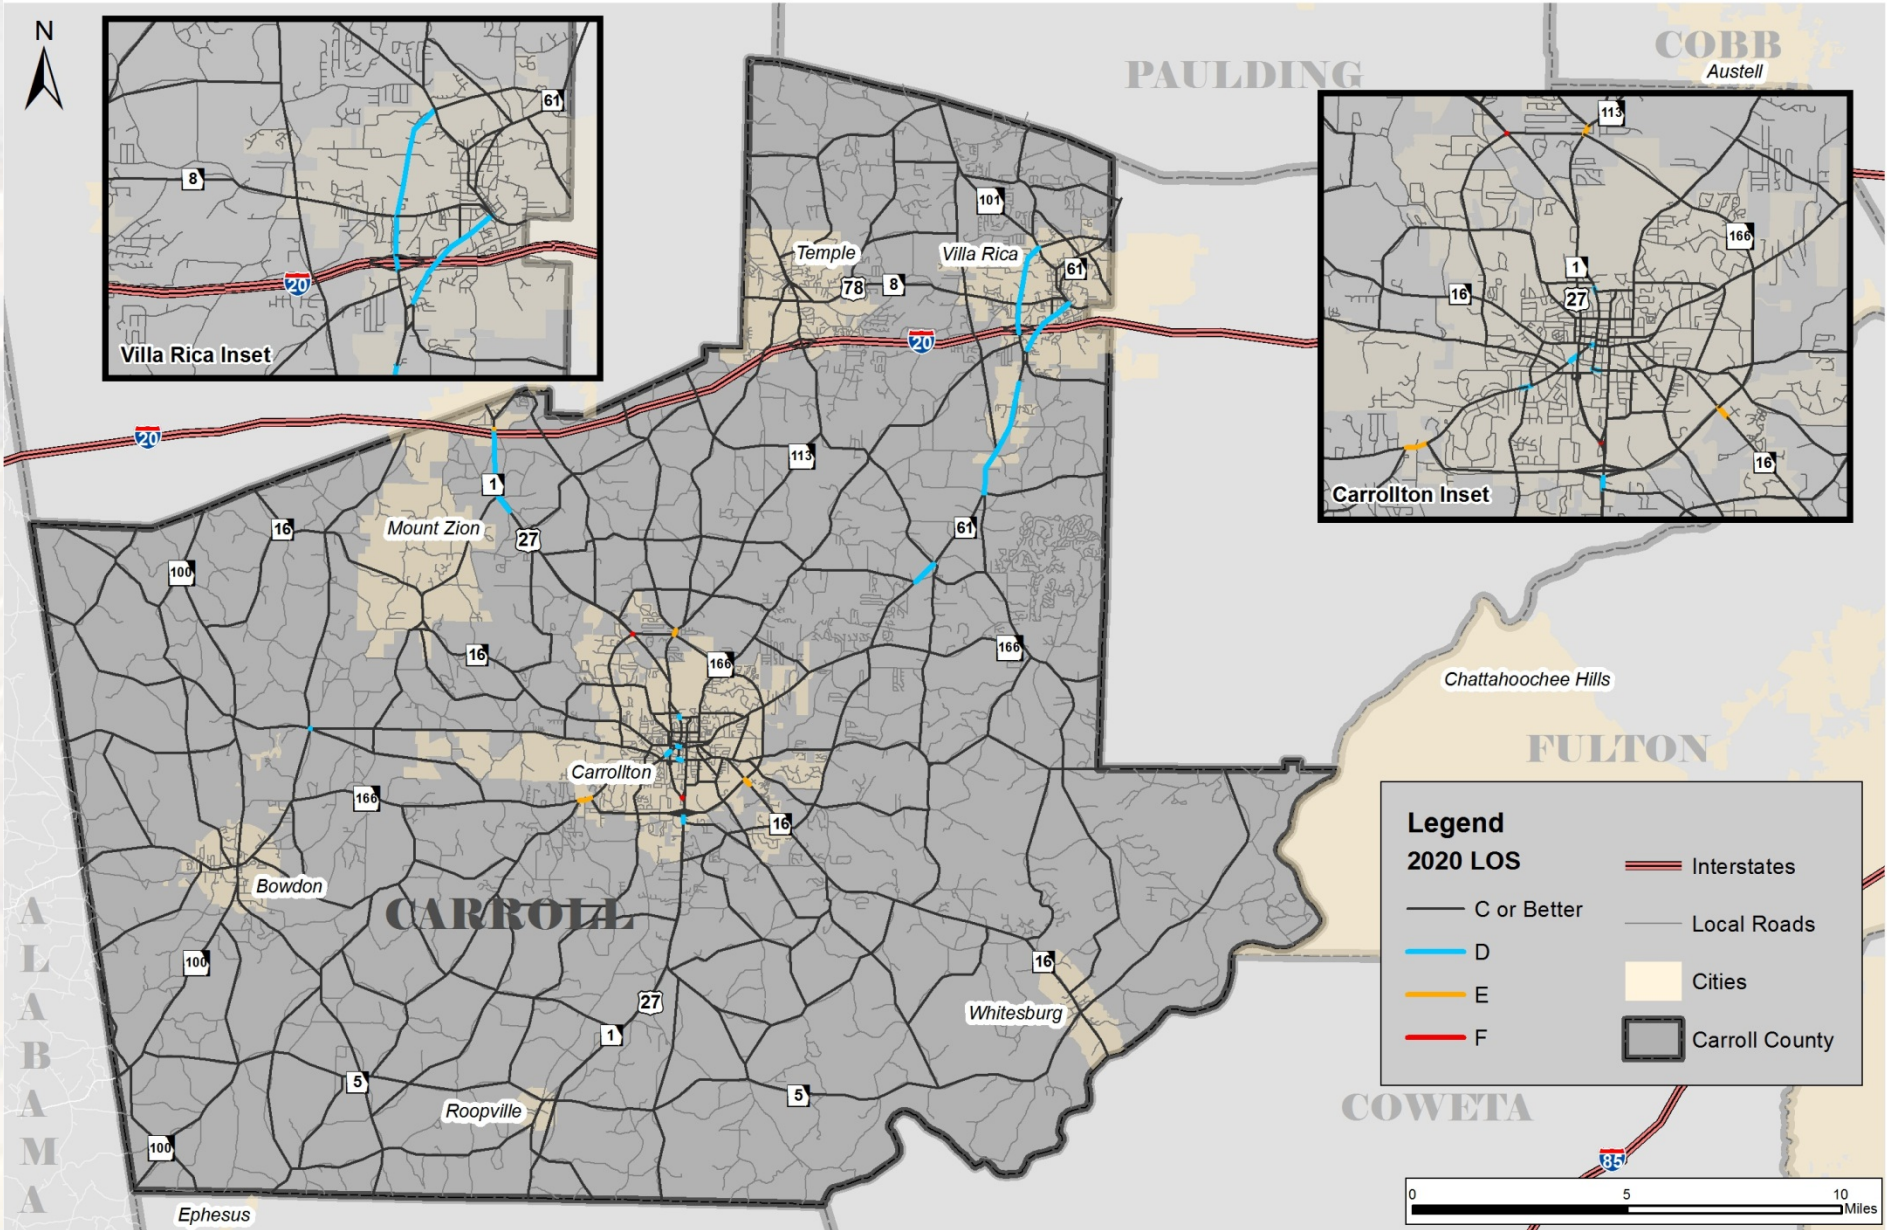 N
61
8
20
Villa Rica Inset
PAULDING
COBB
Austell
113
166
1
27
16
16
Carrollton Inset
101
Temple
Villa Rica
61
78
8
20
20
113
1
16
Mount Zion
27
61
100
16
166
166
Chattahoochee Hills
FULTON
Carrollton
166
16
Bowdon
CARROLL
ALABAMA
100
16
27
Whitesburg
1
5
5
Roopville
100
Ephesus
COWETA
85
Legend
2020 LOS
C or Better
D
E
F
Interstates
Local Roads
Cities
Carroll County
0 5 10
Miles